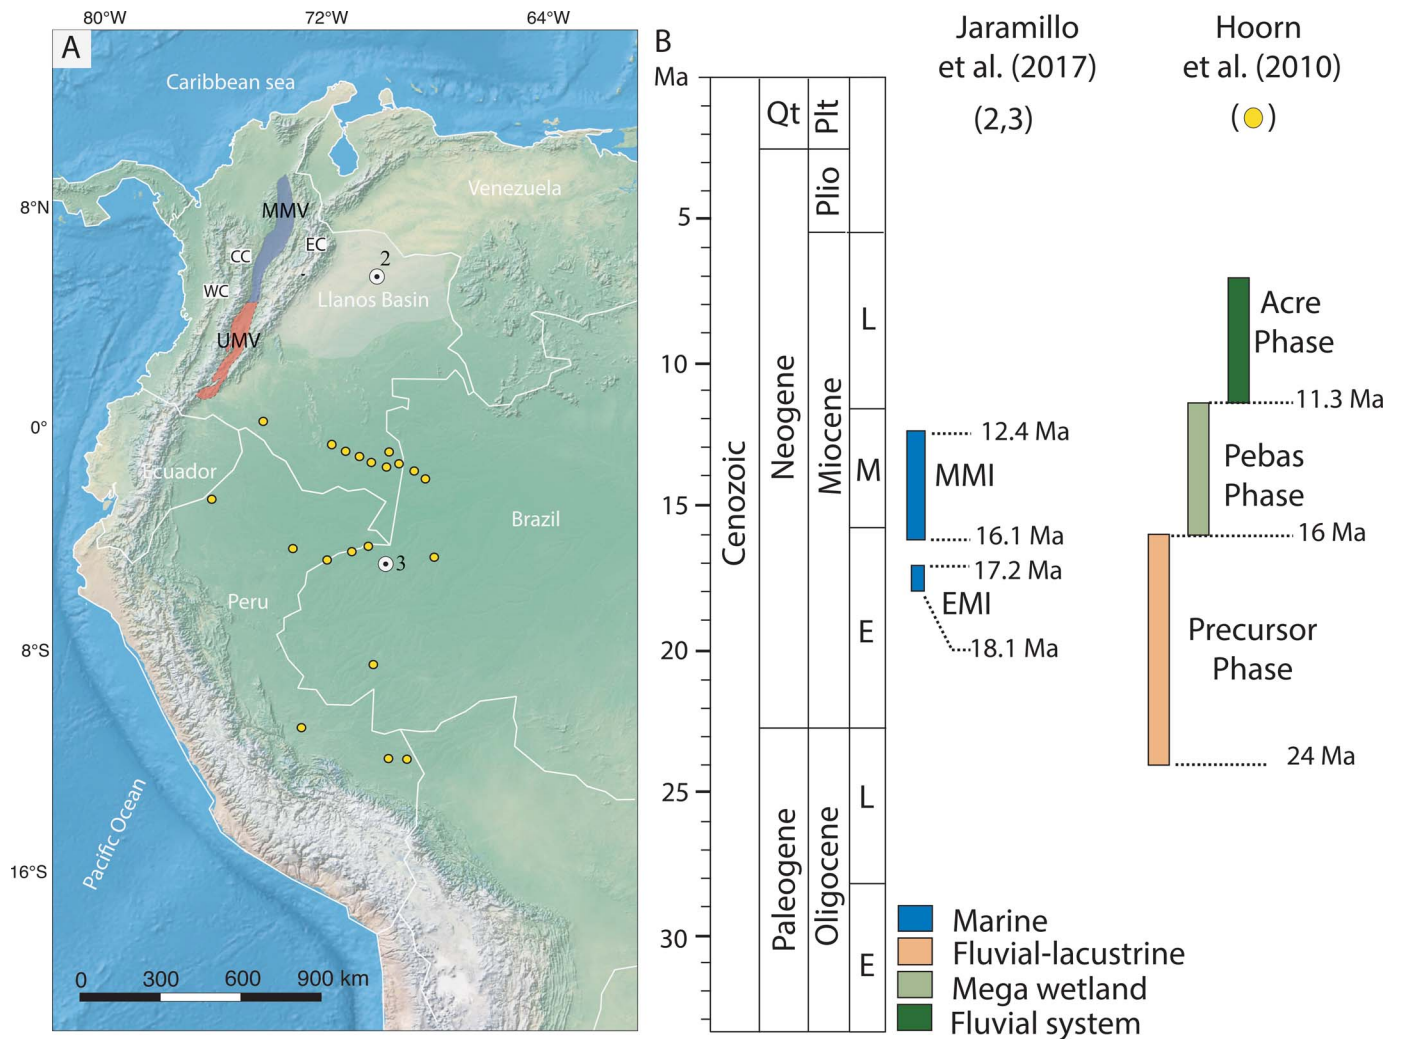 80°W 72°W 64°W
A
Caribbean sea
Venezuela
8°N
MMV
EC
CC
2
WC
Llanos Basin
UMV
0°
Ecuador
Brazil
3
Peru
8°S
Pacific Ocean
16°S
0 300 600 900 km
B
Ma
Jaramillo
et al. (2017)
(2,3)
Hoorn
et al. (2010)
( )
Qt
Plt
Plio
5
10
15
20
25
30
Cenozoic
Neogene
Paleogene
Miocene
Oligocene
L
M
E
L
E
12.4 Ma
MMI
16.1 Ma
17.2 Ma
EMI
18.1 Ma
Acre
Phase
11.3 Ma
Pebas
Phase
16 Ma
Precursor
Phase
24 Ma
Marine
Fluvial-lacustrine
Mega wetland
Fluvial system